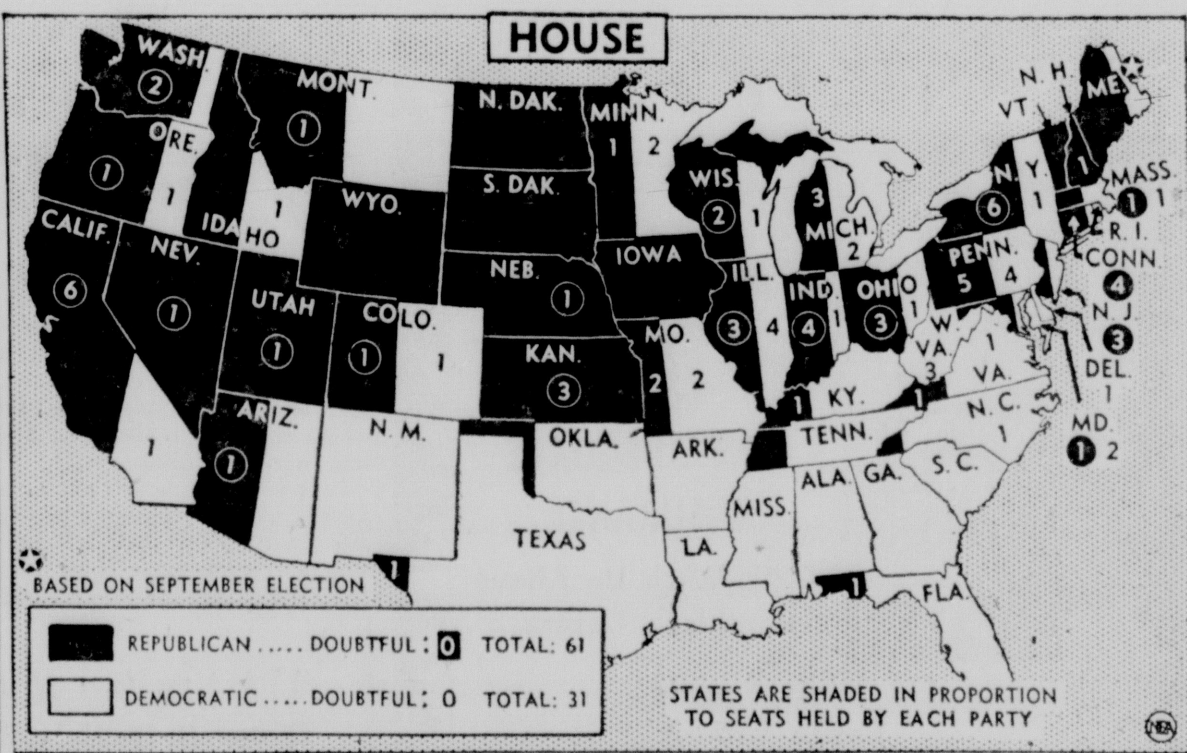 HOUSE
WASH.
2
MONT.
1
N. DAK.
MINN.
1 2
N. H.
VT.
ME.
ORE.
1 1
IDAHO
1
WYO.
S. DAK.
WIS.
2 1
MICH.
3 2
N. Y.
6 1
1
MASS.
1 1
R. I.
CONN.
4
N. J.
3
DEL.
1
MD.
1 2
CALIF.
6
1
NEV.
1
UTAH
1
COLO.
1 1
NEB.
1
IOWA
ILL.
3 4
IND.
4 1
OHIO
3 1
PENN.
5 4
W.
VA.
3
1
VA.
KAN.
3
MO.
2 2
1
KY.
1
N. C.
1
ARIZ.
1
N. M.
OKLA.
ARK.
TENN.
S. C.
MISS.
ALA.
GA.
TEXAS
1
LA.
1
FLA.
BASED ON SEPTEMBER ELECTION
REPUBLICAN ..... DOUBTFUL: 0 TOTAL: 61
DEMOCRATIC ..... DOUBTFUL: 0 TOTAL: 31
STATES ARE SHADED IN PROPORTION
TO SEATS HELD BY EACH PARTY
NEA